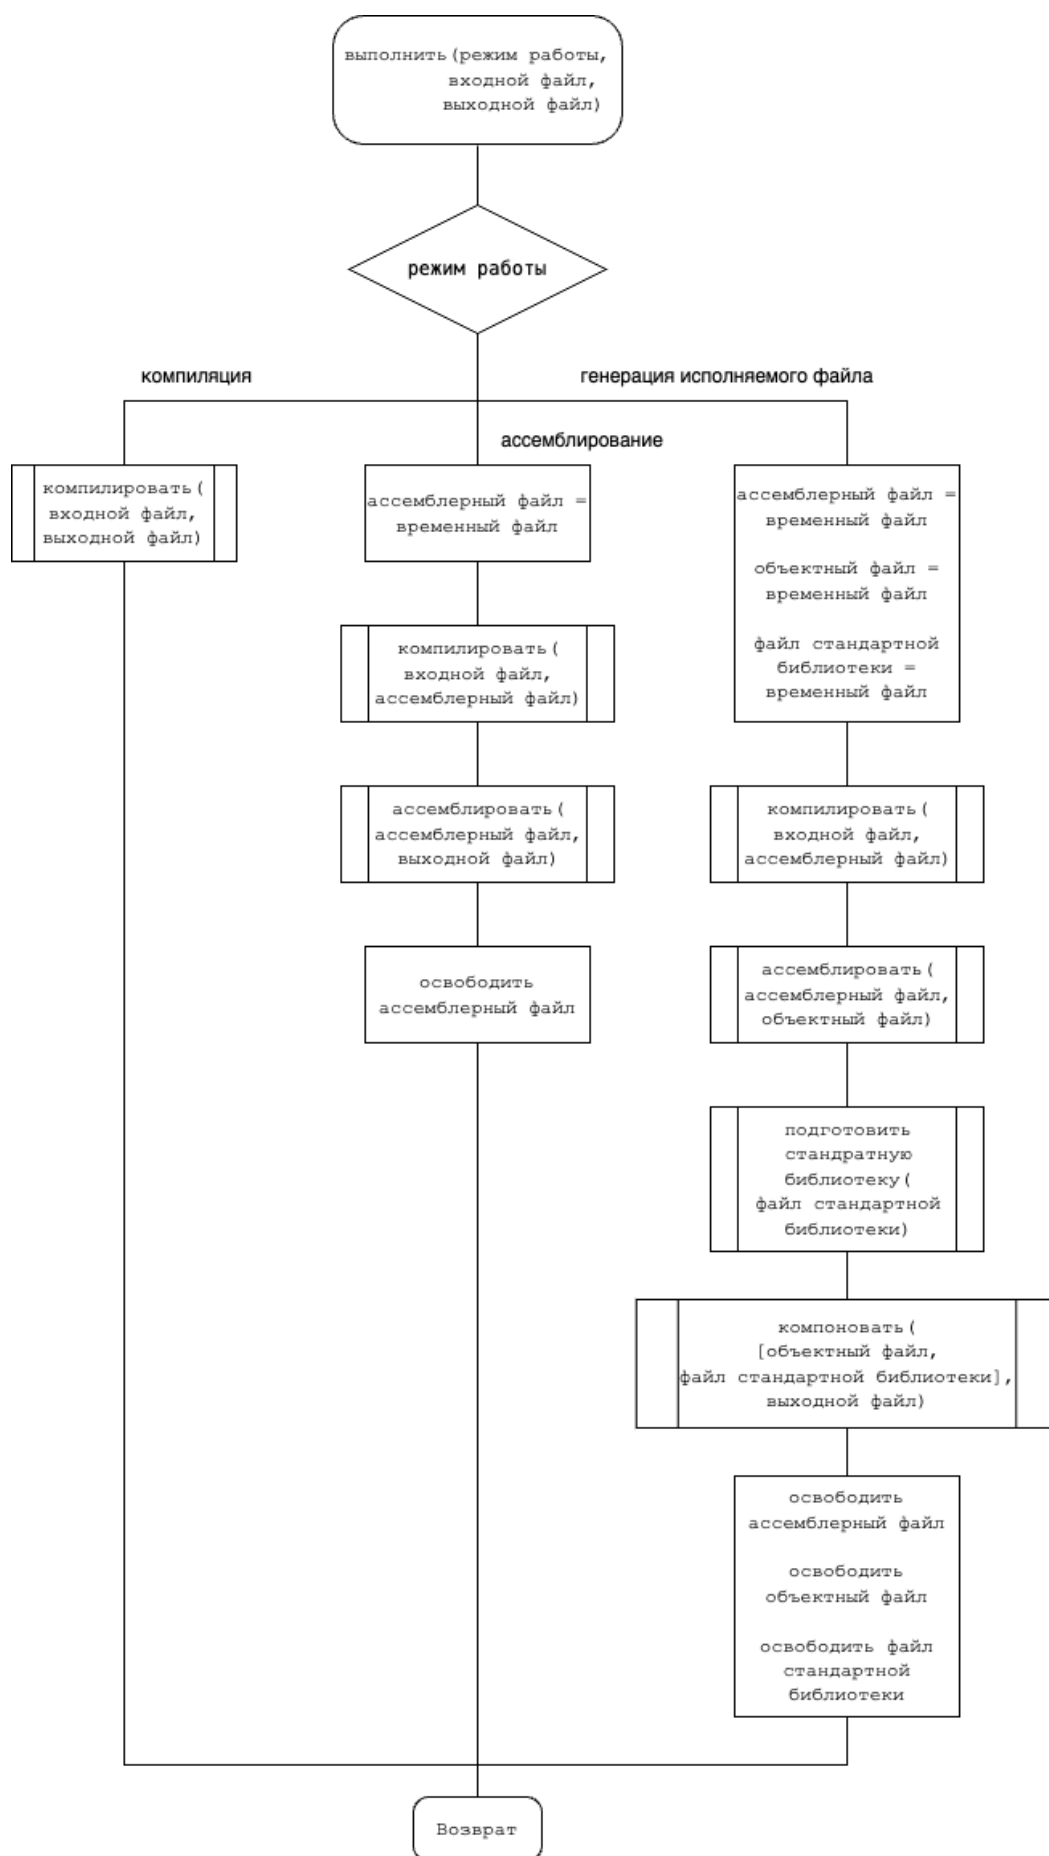 выполнить(режим работы,
входной файл,
выходной файл)
режим работы
компиляция
генерация исполняемого файла
ассемблирование
компилировать(
входной файл,
выходной файл)
ассемблерный файл =
временный файл
компилировать(
входной файл,
ассемблерный файл)
ассемблировать(
ассемблерный файл,
выходной файл)
освободить
ассемблерный файл
ассемблерный файл =
временный файл
объектный файл =
временный файл
файл стандартной
библиотеки =
временный файл
компилировать(
входной файл,
ассемблерный файл)
ассемблировать(
ассемблерный файл,
объектный файл)
подготовить
стандратную
библиотеку(
файл стандартной
библиотеки)
компоновать(
[объектный файл,
файл стандартной библиотеки],
выходной файл)
освободить
ассемблерный файл
освободить
объектный файл
освободить файл
стандартной
библиотеки
Возврат